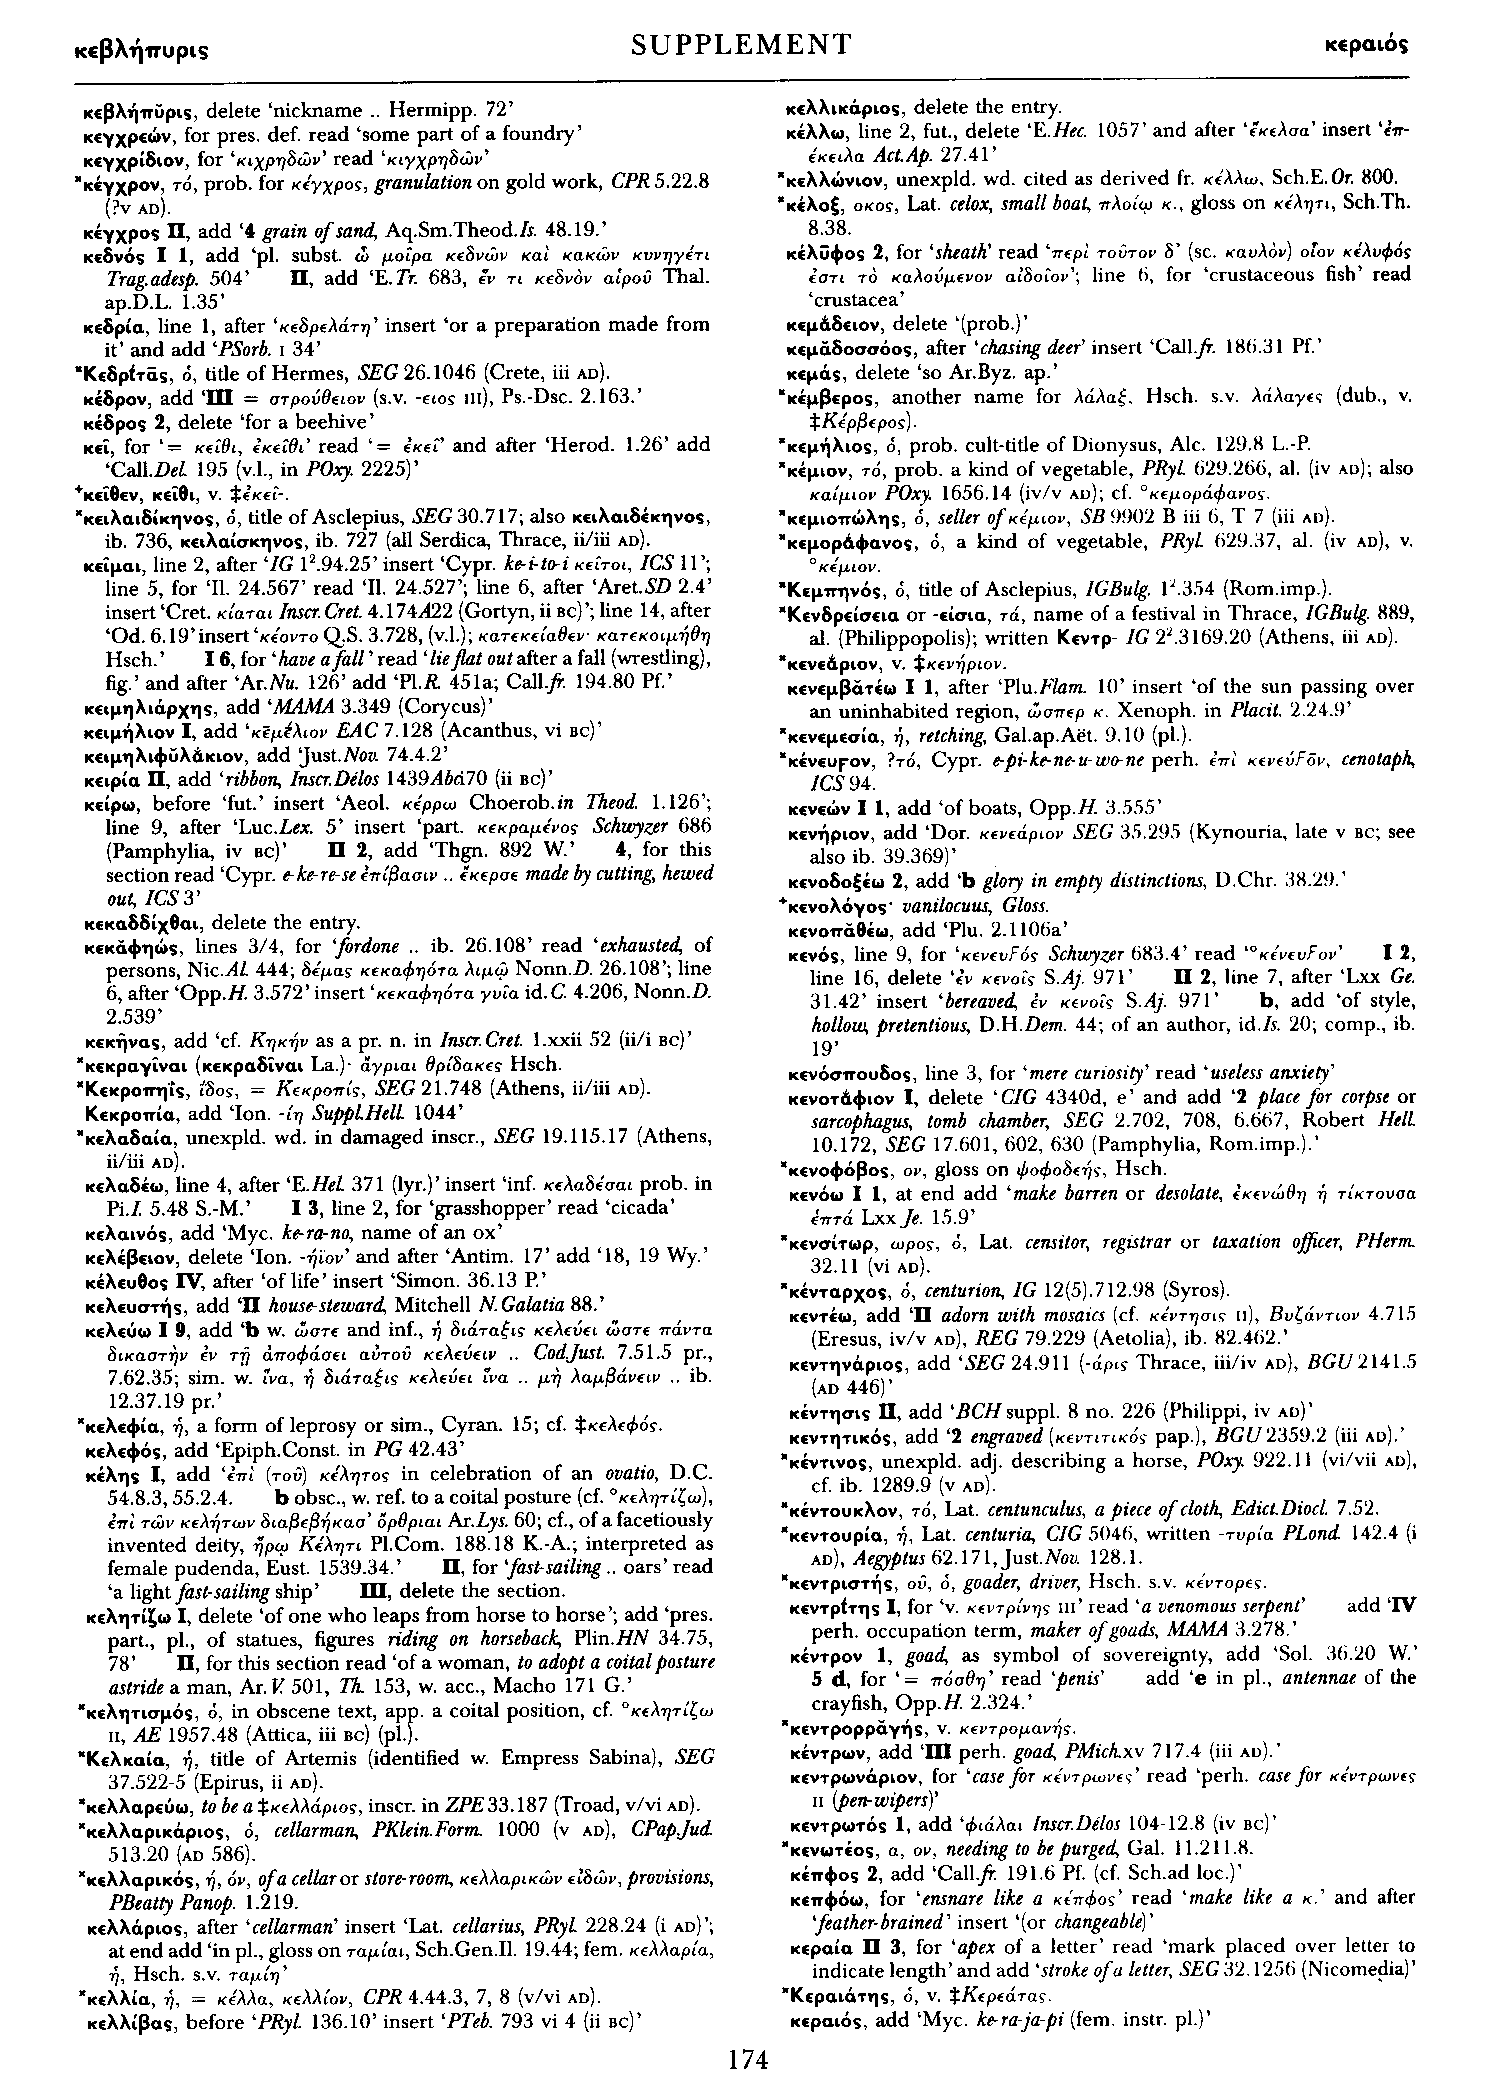 κεβλήπυρις
SUPPLEMENT
κεραιός
κεβλήπῠρις, delete ‘nickname .. Hermipp. 72’
κεγχρεών, for pres. def. read ‘some part of a foundry’
κεγχρίδιον, for ‘κιχρηδῶν’ read ‘κιγχρηδῶν’
*κέγχρον, τό, prob. for κέγχρος, granulation on gold work, CPR 5.22.8
(?v AD).
κέγχρος II, add ‘4 grain of sand, Aq.Sm.Theod.Is. 48.19.’
κεδνός I 1, add ‘pl. subst. ὦ μοῖρα κεδνῶν καὶ κακῶν κυνηγέτι
Trag.adesp. 504’ II, add ‘E.Tr. 683, ἕν τι κεδνὸν αἱροῦ Thal.
ap.D.L. 1.35’
κεδρία, line 1, after ‘κεδρελάτη’ insert ‘or a preparation made from
it’ and add ‘PSorb. I 34’
*Κεδρίτᾱς, ὁ, title of Hermes, SEG 26.1046 (Crete, iii AD).
κέδρον, add ‘III = στρούθειον (s.v. -ειος III), Ps.-Dsc. 2.163.’
κέδρος 2, delete ‘for a beehive’
κεῖ, for ‘= κεῖθι, ἐκεῖθι’ read ‘= ἐκεῖ’ and after ‘Herod. 1.26’ add
‘Call.Del. 195 (v.l., in POxy. 2225)’
⁺κεῖθεν, κεῖθι, v. ‡ἐκεῖ-.
*κειλαιδίκηνος, ὁ, title of Asclepius, SEG 30.717; also κειλαιδέκηνος,
ib. 736, κειλαίσκηνος, ib. 727 (all Serdica, Thrace, ii/iii AD).
κεῖμαι, line 2, after ‘IG 1².94.25’ insert ‘Cypr. ke-i-to-i κεῖτοι, ICS 11’;
line 5, for ‘Il. 24.567’ read ‘Il. 24.527’; line 6, after ‘Aret.SD 2.4’
insert ‘Cret. κίαται Inscr.Cret. 4.174A22 (Gortyn, ii BC)’; line 14, after
‘Od. 6.19’ insert ‘κέοντο Q.S. 3.728, (v.l.); κατεκείαθεν· κατεκοιμήθη
Hsch.’ I 6, for ‘have a fall’ read ‘lie flat out after a fall (wrestling),
fig.’ and after ‘Ar.Nu. 126’ add ‘Pl.R. 451a; Call.fr. 194.80 Pf.’
κειμηλιάρχης, add ‘MAMA 3.349 (Corycus)’
κειμήλιον I, add ‘κε̄μέ̄λιον EAC 7.128 (Acanthus, vi BC)’
κειμηλιφῠλάκιον, add ‘Just.Nov. 74.4.2’
κειρία II, add ‘ribbon, Inscr.Délos 1439Abci70 (ii BC)’
κείρω, before ‘fut.’ insert ‘Aeol. κέρρω Choerob.in Theod. 1.126’;
line 9, after ‘Luc.Lex. 5’ insert ‘part. κεκραμένος Schwyzer 686
(Pamphylia, iv BC)’ II 2, add ‘Thgn. 892 W.’ 4, for this
section read ‘Cypr. e-ke-re-se ἐπίβασιν .. ἔκερσε made by cutting, hewed
out, ICS 3’
κεκαδδίχθαι, delete the entry.
κεκᾰφηώς, lines 3/4, for ‘fordone .. ib. 26.108’ read ‘exhausted, of
persons, Nic.Al. 444; δέμας κεκαφηότα λιμῷ Nonn.D. 26.108’; line
6, after ‘Opp.H. 3.572’ insert ‘κεκαφηότα γυῖα id.C. 4.206, Nonn.D.
2.539’
κεκῆνας, add ‘cf. Κηκήν as a pr. n. in Inscr.Cret. 1.xxii 52 (ii/i BC)’
*κεκραγῖναι (κεκραδῖναι La.)· ἄγριαι θρίδακες Hsch.
*Κεκροπηΐς, ίδος, = Κεκροπίς, SEG 21.748 (Athens, ii/iii AD).
Κεκροπία, add ‘Ion. -ίη Suppl.Hell. 1044’
*κελαδαία, unexpld. wd. in damaged inscr., SEG 19.115.17 (Athens,
ii/iii AD).
κελαδέω, line 4, after ‘E.Hel. 371 (lyr.)’ insert ‘inf. κελαδέσαι prob. in
Pi.I. 5.48 S.-M.’ I 3, line 2, for ‘grasshopper’ read ‘cicada’
κελαινός, add ‘Myc. ke-ra-no, name of an ox’
κελέβειον, delete ‘Ion. -ήϊον’ and after ‘Antim. 17’ add ‘18, 19 Wy.’
κέλευθος IV, after ‘of life’ insert ‘Simon. 36.13 P.’
κελευστής, add ‘II house-steward, Mitchell N.Galatia 88.’
κελεύω I 9, add ‘b w. ὥστε and inf., ἡ διάταξις κελεύει ὥστε πάντα
δικαστὴν ἐν τῇ ἀποφάσει αὐτοῦ κελεύειν .. Cod.Just. 7.51.5 pr.,
7.62.35; sim. w. ἵνα, ἡ διάταξις κελεύει ἵνα .. μὴ λαμβάνειν .. ib.
12.37.19 pr.’
*κελεφία, ἡ, a form of leprosy or sim., Cyran. 15; cf. ‡κελεφός.
κελεφός, add ‘Epiph.Const. in PG 42.43’
κέλης I, add ‘ἐπὶ (τοῦ) κέλητος in celebration of an ovatio, D.C.
54.8.3, 55.2.4. b obsc., w. ref. to a coital posture (cf. °κελητίζω),
ἐπὶ τῶν κελήτων διαβεβήκασ’ ὄρθριαι Ar.Lys. 60; cf., of a facetiously
invented deity, ἥρῳ Κέλητι Pl.Com. 188.18 K.-A.; interpreted as
female pudenda, Eust. 1539.34.’ II, for ‘fast-sailing .. oars’ read
‘a light fast-sailing ship’ III, delete the section.
κελητίζω I, delete ‘of one who leaps from horse to horse’; add ‘pres.
part., pl., of statues, figures riding on horseback, Plin.HN 34.75,
78’ II, for this section read ‘of a woman, to adopt a coital posture
astride a man, Ar.V. 501, Th. 153, w. acc., Macho 171 G.’
*κελητισμός, ὁ, in obscene text, app. a coital position, cf. °κελητίζω
II, AE 1957.48 (Attica, iii BC) (pl.).
*Κελκαία, ἡ, title of Artemis (identified w. Empress Sabina), SEG
37.522-5 (Epirus, ii AD).
*κελλαρεύω, to be a ‡κελλάριος, inscr. in ZPE 33.187 (Troad, v/vi AD).
*κελλαρικάριος, ὁ, cellarman, PKlein.Form. 1000 (v AD), CPap.Jud.
513.20 (AD 586).
*κελλαρικός, ή, όν, of a cellar or store-room, κελλαρικῶν εἰδῶν, provisions,
PBeatty Panop. 1.219.
κελλάριος, after ‘cellarman’ insert ‘Lat. cellarius, PRyl. 228.24 (i AD)’;
at end add ‘in pl., gloss on ταμίαι, Sch.Gen.Il. 19.44; fem. κελλαρία,
ἡ, Hsch. s.v. ταμίη’
*κελλία, ἡ, = κέλλα, κελλίον, CPR 4.44.3, 7, 8 (v/vi AD).
κελλίβας, before ‘PRyl. 136.10’ insert ‘PTeb. 793 vi 4 (ii BC)’
κελλικάριος, delete the entry.
κέλλω, line 2, fut., delete ‘E.Hec. 1057’ and after ‘ἔκελσα’ insert ‘ἐπ-
έκειλα Act.Ap. 27.41’
*κελλώνιον, unexpld. wd. cited as derived fr. κέλλω, Sch.E.Or. 800.
*κέλοξ, οκος, Lat. celox, small boat, πλοίῳ κ., gloss on κέλητι, Sch.Th.
8.38.
κέλῡφος 2, for ‘sheath’ read ‘περὶ τοῦτον δ’ (sc. καυλὸν) οἷον κέλυφός
ἐστι τὸ καλούμενον αἰδοῖον’; line 6, for ‘crustaceous fish’ read
‘crustacea’
κεμάδειον, delete ‘(prob.)’
κεμᾰδοσσόος, after ‘chasing deer’ insert ‘Call.fr. 186.31 Pf.’
κεμάς, delete ‘so Ar.Byz. ap.’
*κέμβερος, another name for λάλαξ, Hsch. s.v. λάλαγες (dub., v.
‡Κέρβερος).
*κεμήλιος, ὁ, prob. cult-title of Dionysus, Alc. 129.8 L.-P.
*κέμιον, τό, prob. a kind of vegetable, PRyl. 629.266, al. (iv AD); also
καίμιον POxy. 1656.14 (iv/v AD); cf. °κεμοράφανος.
*κεμιοπώλης, ὁ, seller of κέμιον, SB 9902 B iii 6, T 7 (iii AD).
*κεμοράφανος, ὁ, a kind of vegetable, PRyl. 629.37, al. (iv AD), v.
°κέμιον.
*Κεμπηνός, ὁ, title of Asclepius, IGBulg. 1².354 (Rom.imp.).
*Κενδρείσεια or -είσια, τά, name of a festival in Thrace, IGBulg. 889,
al. (Philippopolis); written Κεντρ- IG 2².3169.20 (Athens, iii AD).
*κενεάριον, v. ‡κενήριον.
κενεμβᾰτέω I 1, after ‘Plu.Flam. 10’ insert ‘of the sun passing over
an uninhabited region, ὥσπερ κ. Xenoph. in Placit. 2.24.9’
*κενεμεσία, ἡ, retching, Gal.ap.Aët. 9.10 (pl.).
*κένευϝον, ?τό, Cypr. e-pi-ke-ne-u-wo-ne perh. ἐπὶ κενεύϝο̄ν, cenotaph,
ICS 94.
κενεών I 1, add ‘of boats, Opp.H. 3.555’
κενήριον, add ‘Dor. κενεάριον SEG 35.295 (Kynouria, late v BC; see
also ib. 39.369)’
κενοδοξέω 2, add ‘b glory in empty distinctions, D.Chr. 38.29.’
⁺κενολόγος· vanilocuus, Gloss.
κενοπᾰθέω, add ‘Plu. 2.1106a’
κενός, line 9, for ‘κενευϝός Schwyzer 683.4’ read ‘°κένευϝον’ I 2,
line 16, delete ‘ἐν κενοῖς S.Aj. 971’ II 2, line 7, after ‘Lxx Ge.
31.42’ insert ‘bereaved, ἐν κενοῖς S.Aj. 971’ b, add ‘of style,
hollow, pretentious, D.H.Dem. 44; of an author, id.Is. 20; comp., ib.
19’
κενόσπουδος, line 3, for ‘mere curiosity’ read ‘useless anxiety’
κενοτάφιον I, delete ‘CIG 4340d, e’ and add ‘2 place for corpse or
sarcophagus, tomb chamber, SEG 2.702, 708, 6.667, Robert Hell.
10.172, SEG 17.601, 602, 630 (Pamphylia, Rom.imp.).’
*κενοφόβος, ον, gloss on ψοφοδεής, Hsch.
κενόω I 1, at end add ‘make barren or desolate, ἐκενώθη ἡ τίκτουσα
ἑπτά Lxx Je. 15.9’
*κενσίτωρ, ωρος, ὁ, Lat. censitor, registrar or taxation officer, PHerm.
32.11 (vi AD).
*κένταρχος, ὁ, centurion, IG 12(5).712.98 (Syros).
κεντέω, add ‘II adorn with mosaics (cf. κέντησις II), Βυζάντιον 4.715
(Eresus, iv/v AD), REG 79.229 (Aetolia), ib. 82.462.’
κεντηνάριος, add ‘SEG 24.911 (-άρις Thrace, iii/iv AD), BGU 2141.5
(AD 446)’
κέντησις II, add ‘BCH suppl. 8 no. 226 (Philippi, iv AD)’
κεντητικός, add ‘2 engraved (κεντιτικός pap.), BGU 2359.2 (iii AD).’
*κέντινος, unexpld. adj. describing a horse, POxy. 922.11 (vi/vii AD),
cf. ib. 1289.9 (v AD).
*κέντουκλον, τό, Lat. centunculus, a piece of cloth, Edict.Diocl. 7.52.
*κεντουρία, ἡ, Lat. centuria, CIG 5046, written -τυρία PLond. 142.4 (i
AD), Aegyptus 62.171, Just.Nov. 128.1.
*κεντριστής, οῦ, ὁ, goader, driver, Hsch. s.v. κέντορες.
κεντρίτης I, for ‘v. κεντρίνης III’ read ‘a venomous serpent’ add ‘IV
perh. occupation term, maker of goads, MAMA 3.278.’
κέντρον 1, goad, as symbol of sovereignty, add ‘Sol. 36.20 W.’
5 d, for ‘= πόσθη’ read ‘penis’ add ‘e in pl., antennae of the
crayfish, Opp.H. 2.324.’
*κεντρορρᾰγής, v. κεντρομανής.
κέντρων, add ‘III perh. goad, PMich.xv 717.4 (iii AD).’
κεντρωνάριον, for ‘case for κέντρωνες’ read ‘perh. case for κέντρωνες
II (pen-wipers)’
κεντρωτός 1, add ‘φιάλαι Inscr.Délos 104-12.8 (iv BC)’
*κενωτέος, α, ον, needing to be purged, Gal. 11.211.8.
κέπφος 2, add ‘Call.fr. 191.6 Pf. (cf. Sch.ad loc.)’
κεπφόω, for ‘ensnare like a κέπφος’ read ‘make like a κ.’ and after
‘feather-brained’ insert ‘(or changeable)’
κεραία II 3, for ‘apex of a letter’ read ‘mark placed over letter to
indicate length’ and add ‘stroke of a letter, SEG 32.1256 (Nicomedia)’
*Κεραιάτης, ὁ, v. ‡Κερεάτας.
κεραιός, add ‘Myc. ke-ra-ja-pi (fem. instr. pl.)’
174